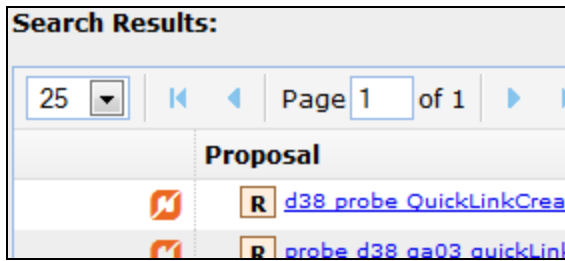 Search Results:
25 Page 1 of 1
Proposal
R d38 probe QuickLinkCrea
R probe d38 qa03 quickLink